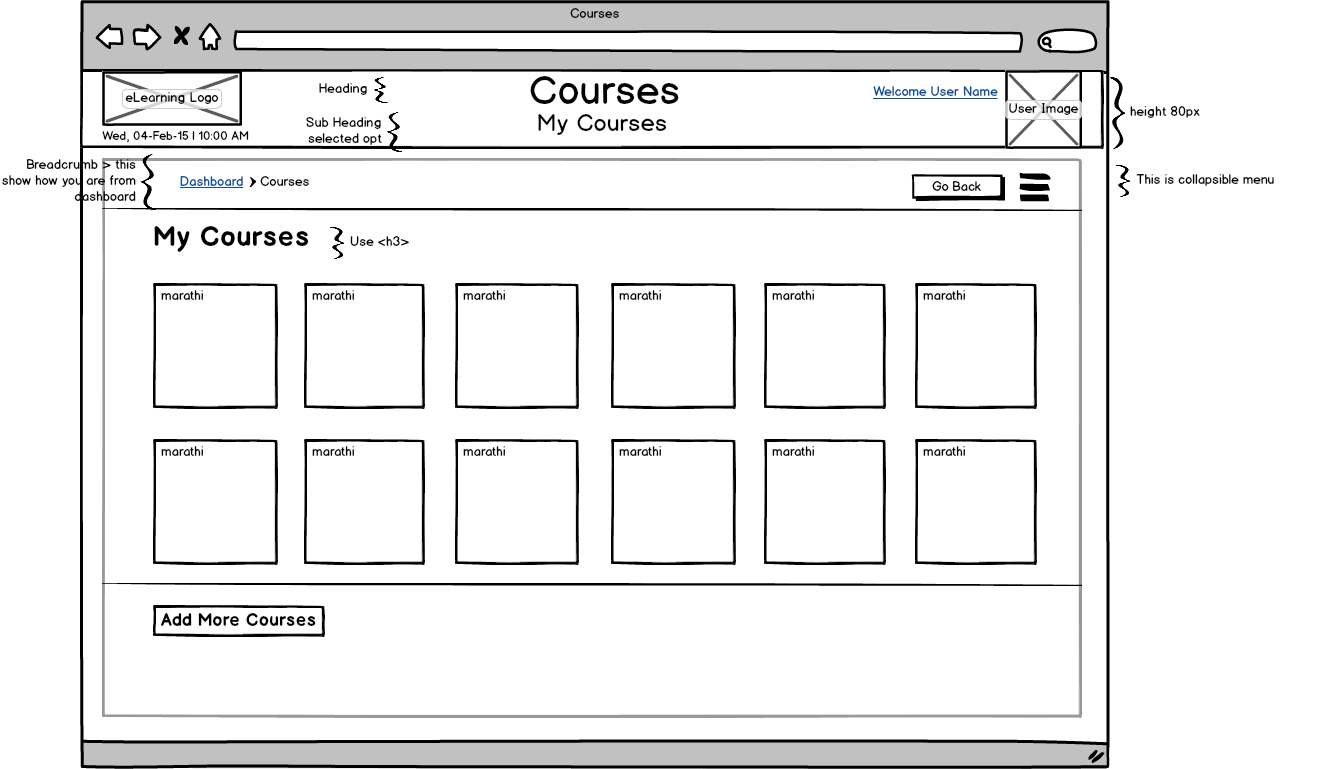 Courses
eLearning Logo
Wed, 04-Feb-15 | 10:00 AM
Heading
Sub Heading
selected opt
Courses
My Courses
Welcome User Name
User Image
height 80px
Breadcrumb > this
show how you are from
dashboard
Dashboard > Courses
Go Back
This is collapsible menu
My Courses
Use <h3>
marathi
marathi
marathi
marathi
marathi
marathi
marathi
marathi
marathi
marathi
marathi
marathi
Add More Courses